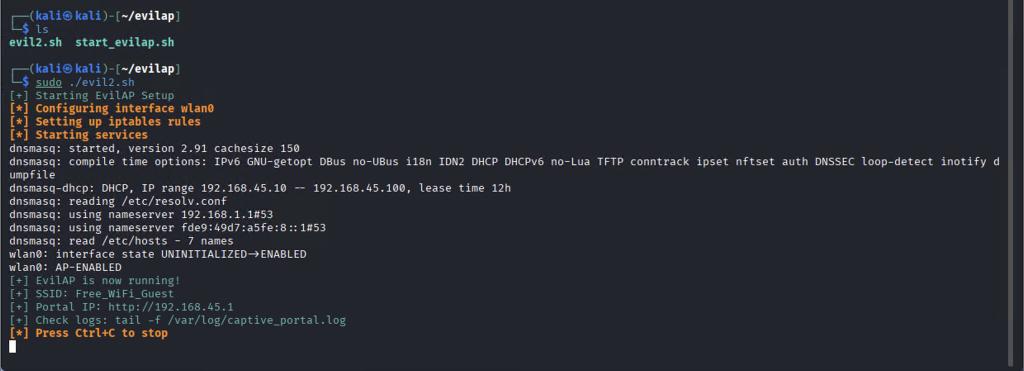 ┌──(kali㉿kali)-[~/evilap]
└─$ ls
evil2.sh  start_evilap.sh
┌──(kali㉿kali)-[~/evilap]
└─$ sudo ./evil2.sh
[+] Starting EvilAP Setup
[*] Configuring interface wlan0
[*] Setting up iptables rules
[*] Starting services
dnsmasq: started, version 2.91 cachesize 150
dnsmasq: compile time options: IPv6 GNU-getopt DBus no-UBus i18n IDN2 DHCP DHCPv6 no-Lua TFTP conntrack ipset nftset auth DNSSEC loop-detect inotify d
umpfile
dnsmasq-dhcp: DHCP, IP range 192.168.45.10 -- 192.168.45.100, lease time 12h
dnsmasq: reading /etc/resolv.conf
dnsmasq: using nameserver 192.168.1.1#53
dnsmasq: using nameserver fde9:49d7:a5fe:8::1#53
dnsmasq: read /etc/hosts - 7 names
wlan0: interface state UNINITIALIZED->ENABLED
wlan0: AP-ENABLED
[+] EvilAP is now running!
[+] SSID: Free_WiFi_Guest
[+] Portal IP: http://192.168.45.1
[+] Check logs: tail -f /var/log/captive_portal.log
[*] Press Ctrl+C to stop